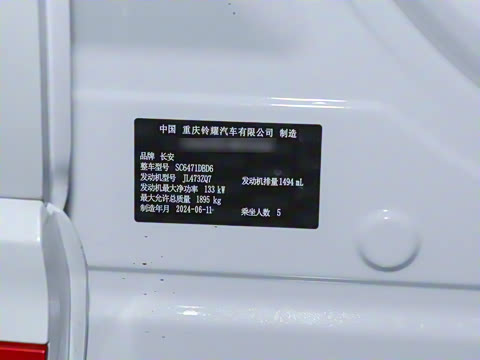 中国 重庆铃耀汽车有限公司 制造
品牌 长安
整车型号 SC6471DBD6
发动机型号 JL473ZQ7 发动机排量1494 mL
发动机最大净功率 133 kW
最大允许总质量 1895 kg
制造年月 2024-06-11 乘坐人数 5